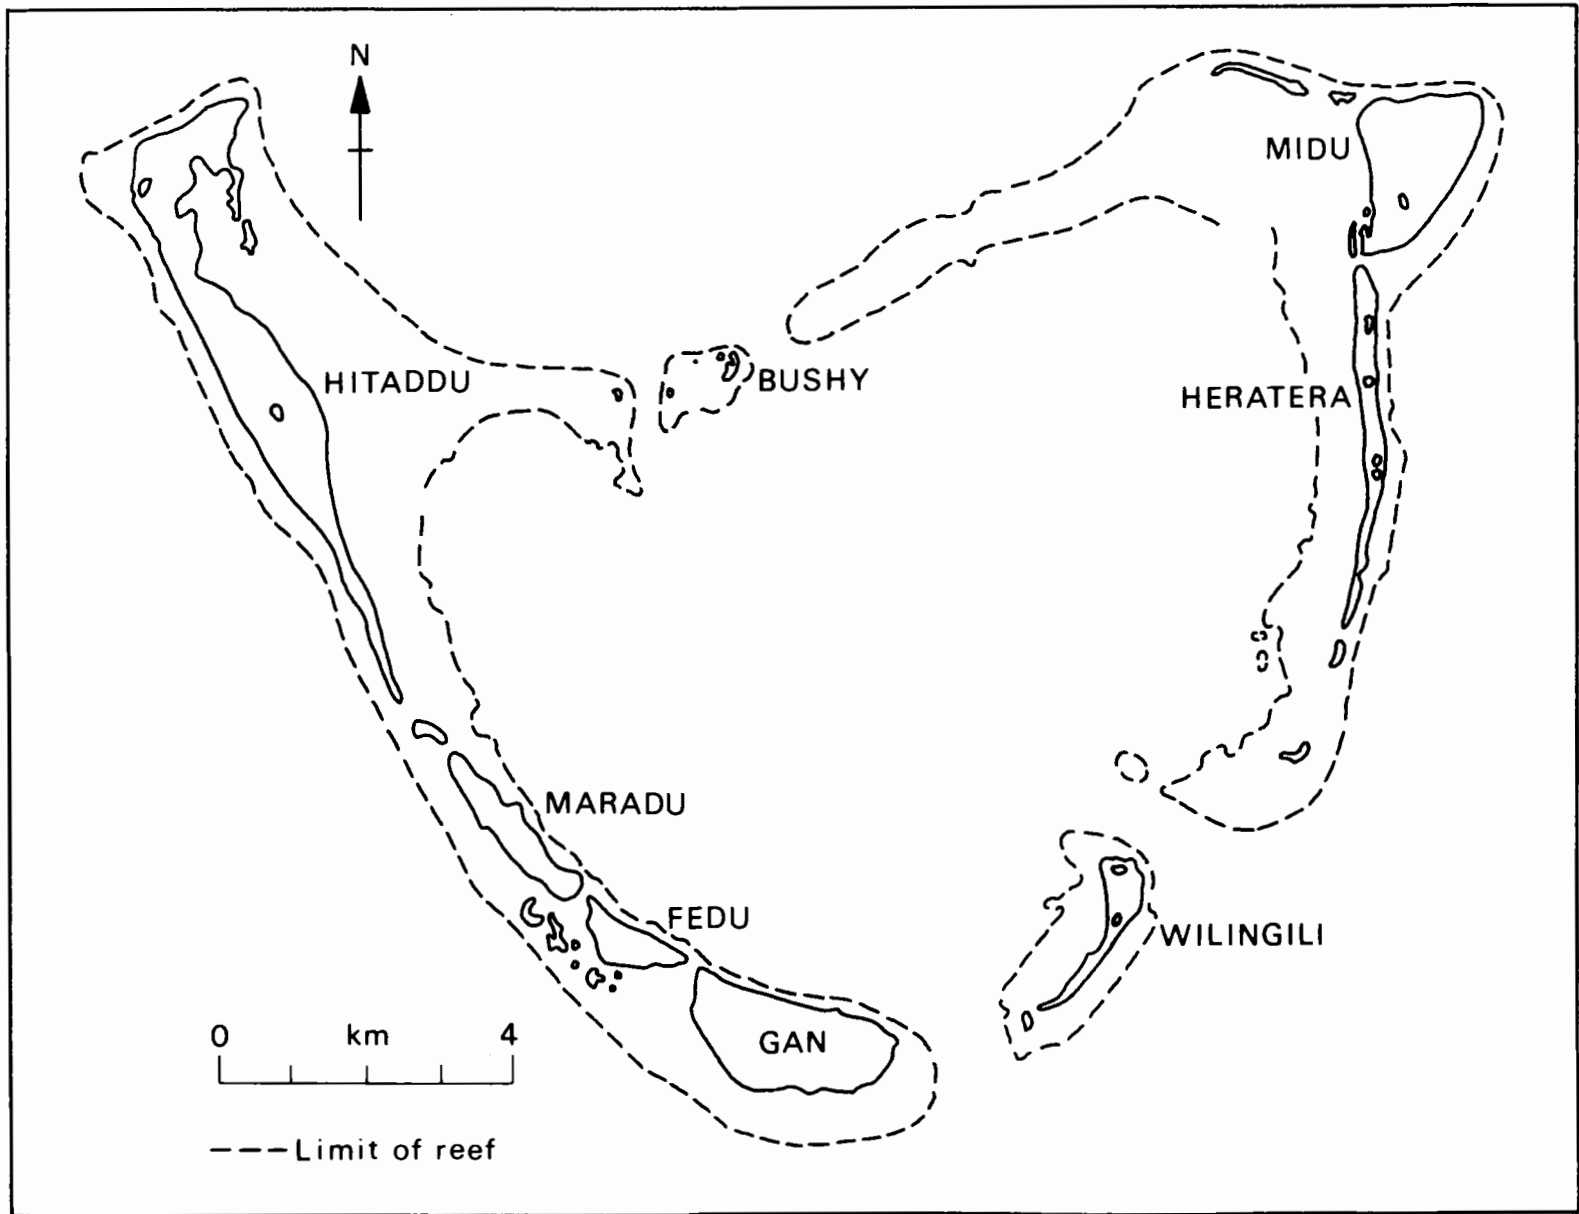 N
MIDU
HITADDU
BUSHY
HERATERA
MARADU
FEDU
WILINGILI
GAN
0 km 4
Limit of reef